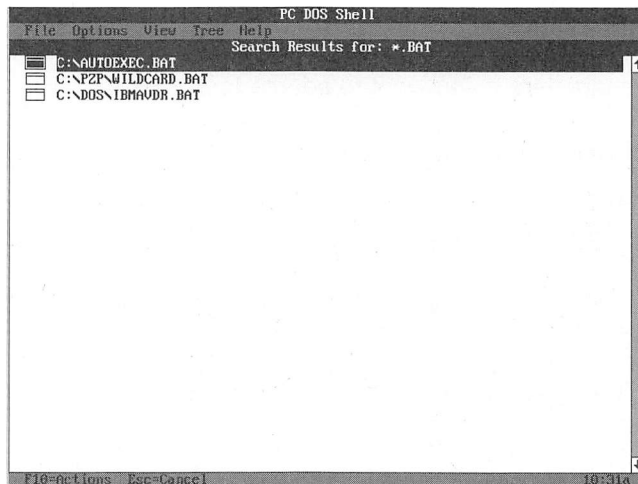 PC DOS Shell
File Options View Tree Help
Search Results for: *.BAT
C:\AUTOEXEC.BAT
C:\PZP\WILDCARD.BAT
C:\DOS\IBMAVDR.BAT
F10=Actions Esc=Cancel 10:31a